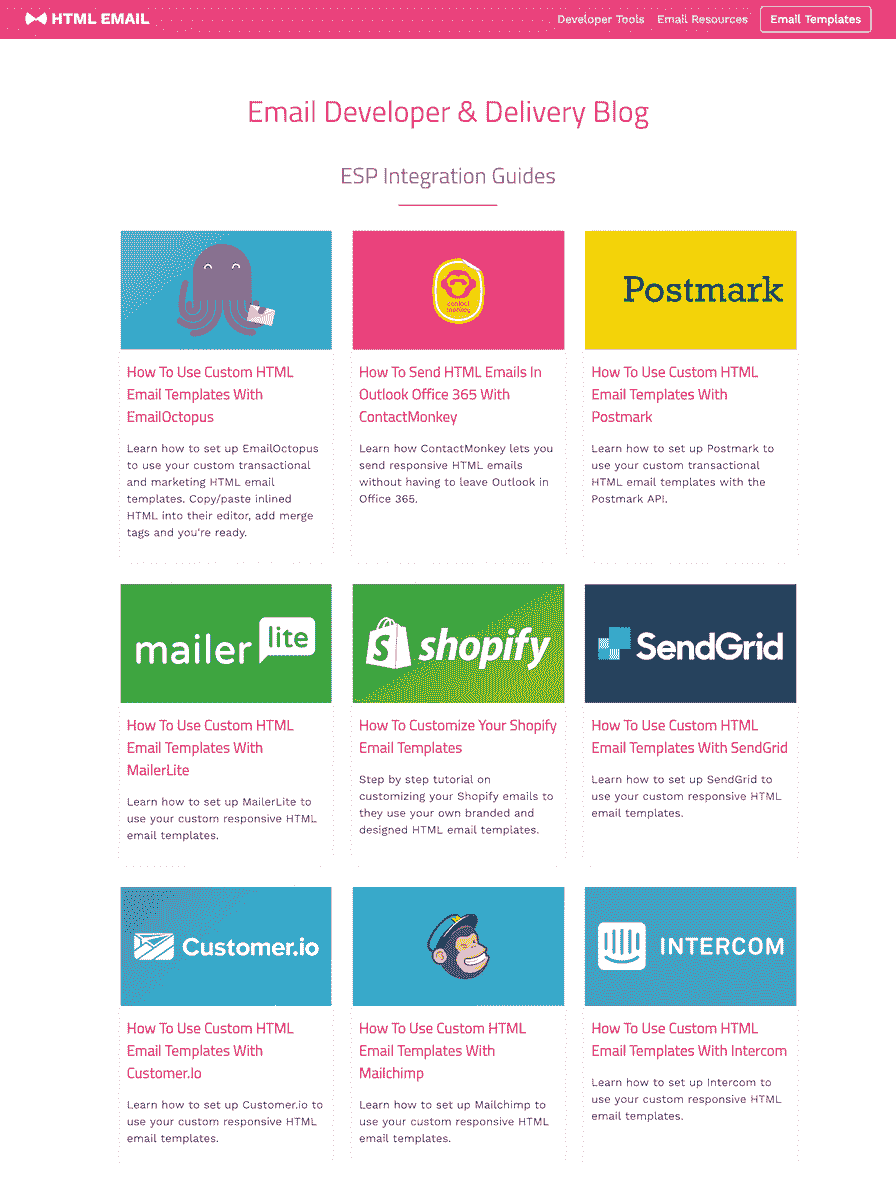 HTML EMAIL
Developer Tools Email Resources Email Templates
Email Developer & Delivery Blog
ESP Integration Guides
contact
monkey
Postmark
How To Use Custom HTML
Email Templates With
EmailOctopus
Learn how to set up EmailOctopus
to use your custom transactional
and marketing HTML email
templates. Copy/paste inlined
HTML into their editor, add merge
tags and you're ready.
How To Send HTML Emails In
Outlook Office 365 With
ContactMonkey
Learn how ContactMonkey lets you
send responsive HTML emails
without having to leave Outlook in
Office 365.
How To Use Custom HTML
Email Templates With
Postmark
Learn how to set up Postmark to
use your custom transactional
HTML email templates with the
Postmark API.
mailer lite
shopify
SendGrid
How To Use Custom HTML
Email Templates With
MailerLite
Learn how to set up MailerLite to
use your custom responsive HTML
email templates.
How To Customize Your Shopify
Email Templates
Step by step tutorial on
customizing your Shopify emails to
they use your own branded and
designed HTML email templates.
How To Use Custom HTML
Email Templates With SendGrid
Learn how to set up SendGrid to
use your custom responsive HTML
email templates.
Customer.io
INTERCOM
How To Use Custom HTML
Email Templates With
Customer.Io
Learn how to set up Customer.io to
use your custom responsive HTML
email templates.
How To Use Custom HTML
Email Templates With
Mailchimp
Learn how to set up Mailchimp to
use your custom responsive HTML
email templates.
How To Use Custom HTML
Email Templates With Intercom
Learn how to set up Intercom to
use your custom responsive HTML
email templates.